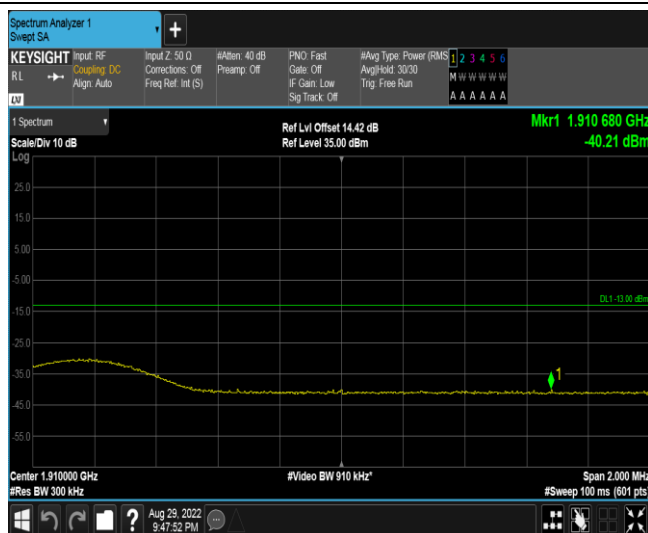 Spectrum Analyzer 1
Swept SA
KEYSIGHT
RL
LXI
Input: RF
Coupling: DC
Align: Auto
Input Z: 50 Ω
Corrections: Off
Freq Ref: Int (S)
#Atten: 40 dB
Preamp: Off
PNO: Fast
Gate: Off
IF Gain: Low
Sig Track: Off
#Avg Type: Power (RMS
Avg|Hold: 30/30
Trig: Free Run
1 2 3 4 5 6
M W W W W W
A A A A A A
1 Spectrum
Scale/Div 10 dB
Log
Ref Lvl Offset 14.42 dB
Ref Level 35.00 dBm
Mkr1 1.910 680 GHz
-40.21 dBm
25.0
15.0
5.00
-5.00
DL1 -13.00 dBm
-15.0
-25.0
-35.0
1
-45.0
-55.0
Center 1.910000 GHz
#Res BW 300 kHz
#Video BW 910 kHz*
Span 2.000 MHz
#Sweep 100 ms (601 pts)
?
Aug 29, 2022
9:47:52 PM